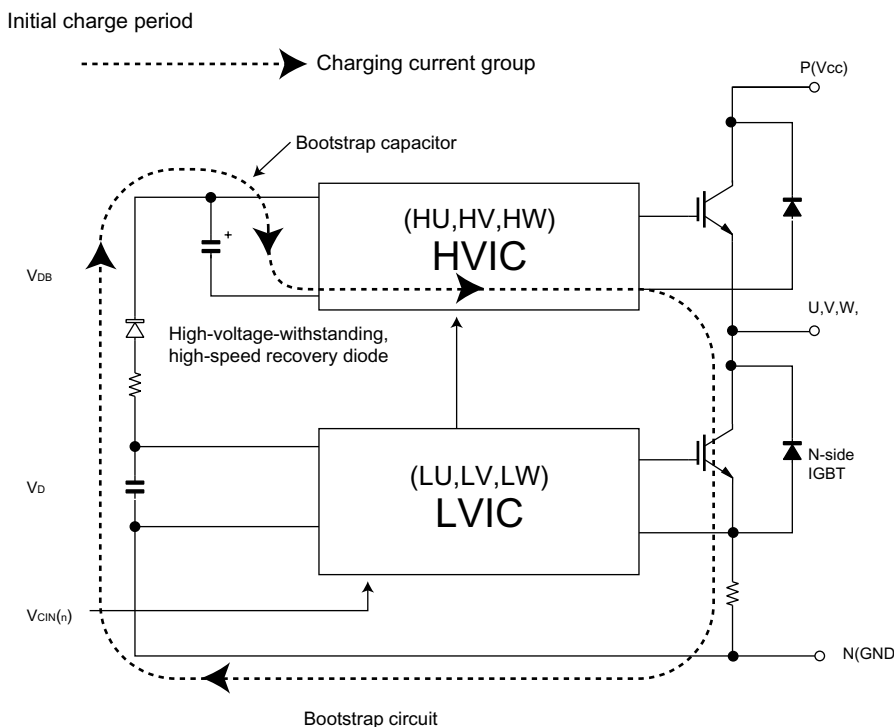 Initial charge period
Charging current group
P(Vcc)
Bootstrap capacitor
+
(HU,HV,HW)
HVIC
VDB
U,V,W,
High-voltage-withstanding,
high-speed recovery diode
N-side
IGBT
(LU,LV,LW)
LVIC
VD
VCIN(n)
N(GND
Bootstrap circuit